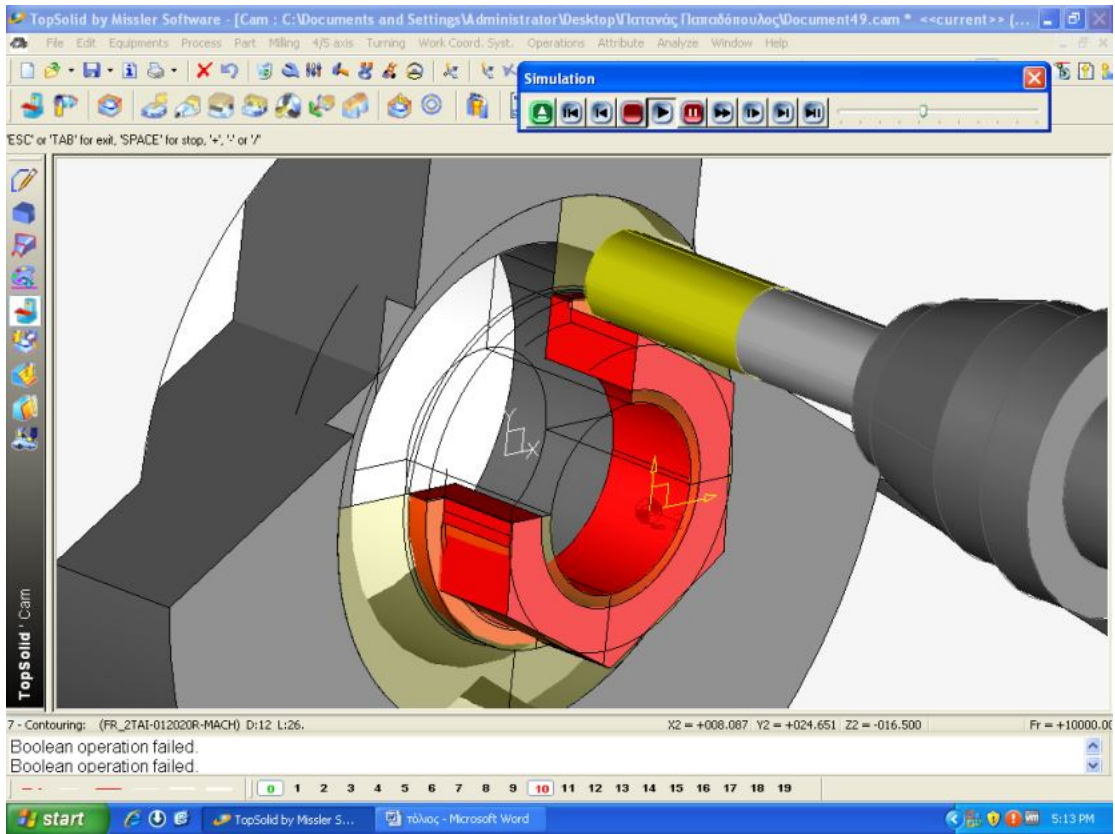 TopSolid by Missler Software - [Cam : C:\Documents and Settings\Administrator\Desktop\Πατανάς Παπαδόπουλος\Document49.cam * <<current>> (...
File Edit Equipments Process Part Milling 4/5 axis Turning Work Coord. Syst. Operations Attribute Analyze Window Help
Simulation
'ESC' or 'TAB' for exit, 'SPACE' for stop, '+', '-' or '/'
Y
X
TopSolid'Cam
7 - Contouring: (FR_2TAI-012020R-MACH) D:12 L:26. X2 = +008.087 Y2 = +024.651 Z2 = -016.500 Fr = +10000.00
Boolean operation failed.
Boolean operation failed.
0 1 2 3 4 5 6 7 8 9 10 11 12 13 14 15 16 17 18 19
start TopSolid by Missler S... τόλιος - Microsoft Word 5:13 PM